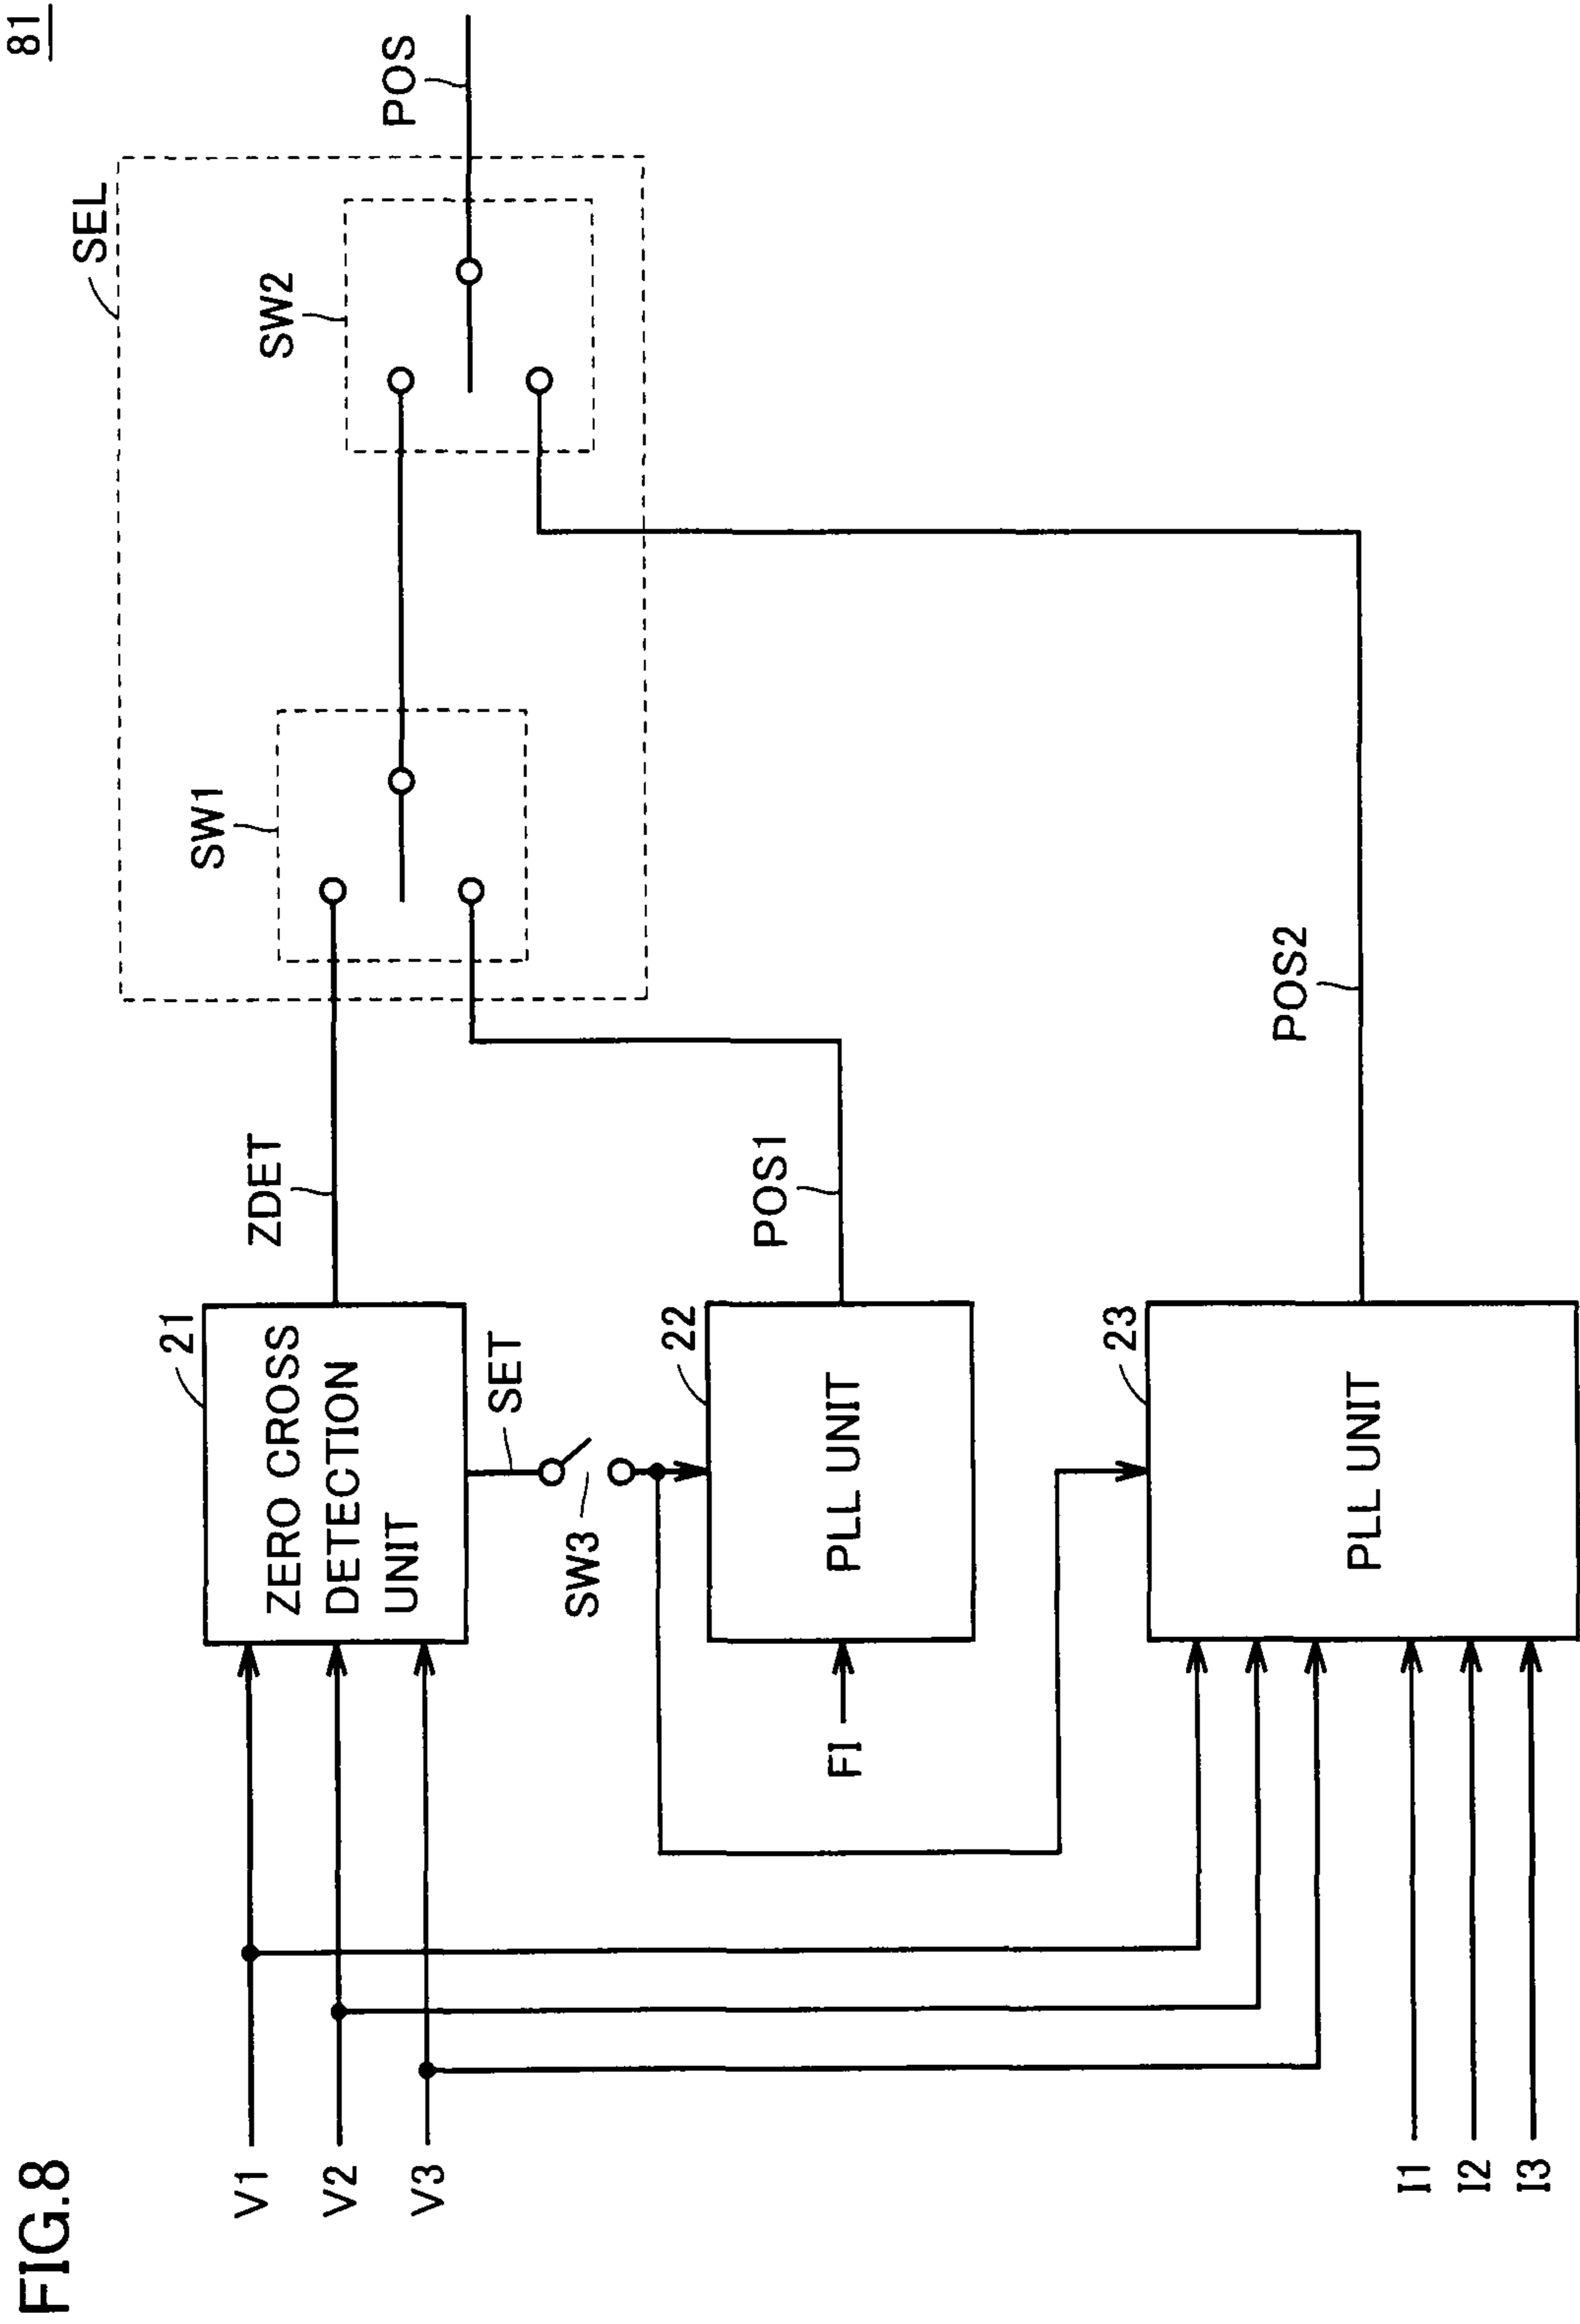 FIG.8
81
SEL
SW2
POS
SW1
ZDET
21
ZERO CROSS
DETECTION
UNIT
V1
V2
V3
SET
SW3
22
PLL UNIT
POS1
FI
23
PLL UNIT
POS2
I1
I2
I3